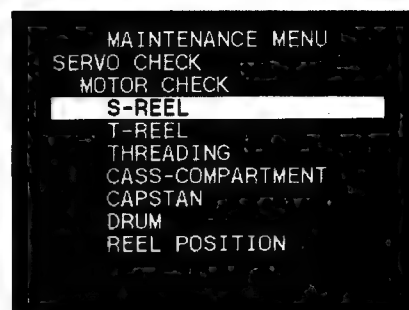 MAINTENANCE MENU
SERVO CHECK
MOTOR CHECK
S-REEL
T-REEL
THREADING
CASS-COMPARTMENT
CAPSTAN
DRUM
REEL POSITION